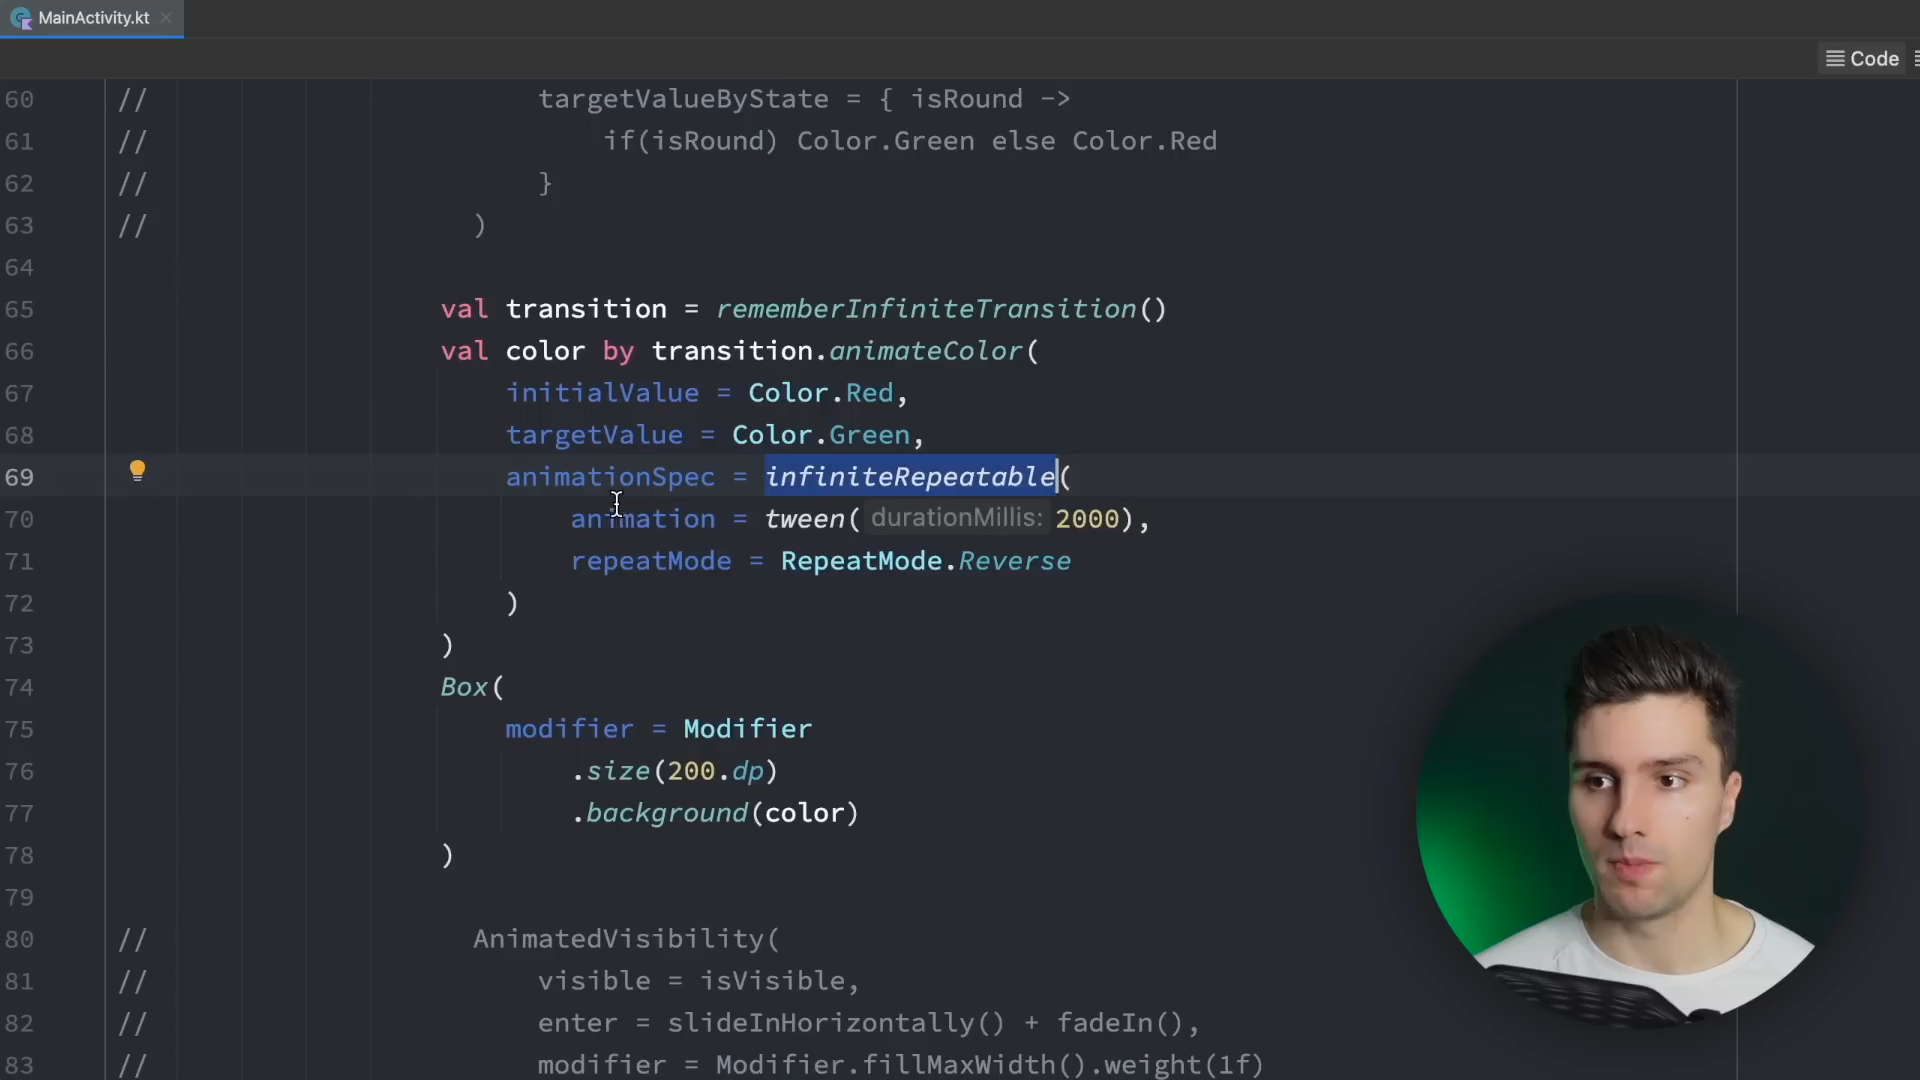 MainActivity.kt
Code
60 // targetValueByState = { isRound ->
61 // if(isRound) Color.Green else Color.Red
62 // }
63 // )
64
65 val transition = rememberInfiniteTransition()
66 val color by transition.animateColor(
67 initialValue = Color.Red,
68 targetValue = Color.Green,
69 animationSpec = infiniteRepeatable(
70 animation = tween( durationMillis: 2000),
71 repeatMode = RepeatMode.Reverse
72 )
73 )
74 Box(
75 modifier = Modifier
76 .size(200.dp)
77 .background(color)
78 )
79
80 // AnimatedVisibility(
81 // visible = isVisible,
82 // enter = slideInHorizontally() + fadeIn(),
83 // modifier = Modifier.fillMaxWidth().weight(1f)